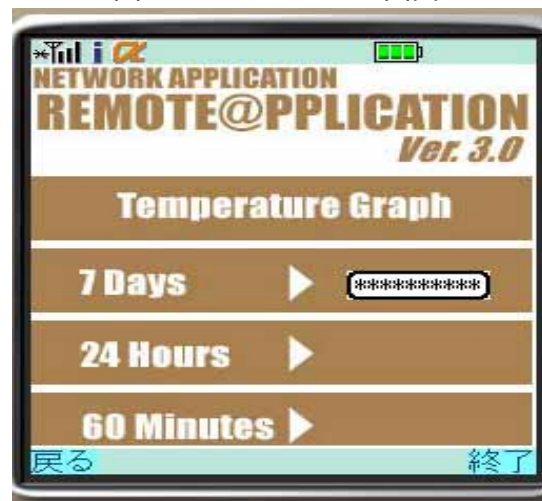 i α
NETWORK APPLICATION
REMOTE@PPLICATION
Ver. 3.0
Temperature Graph
7 Days ▶ **********
24 Hours ▶
60 Minutes ▶
戻る 終了